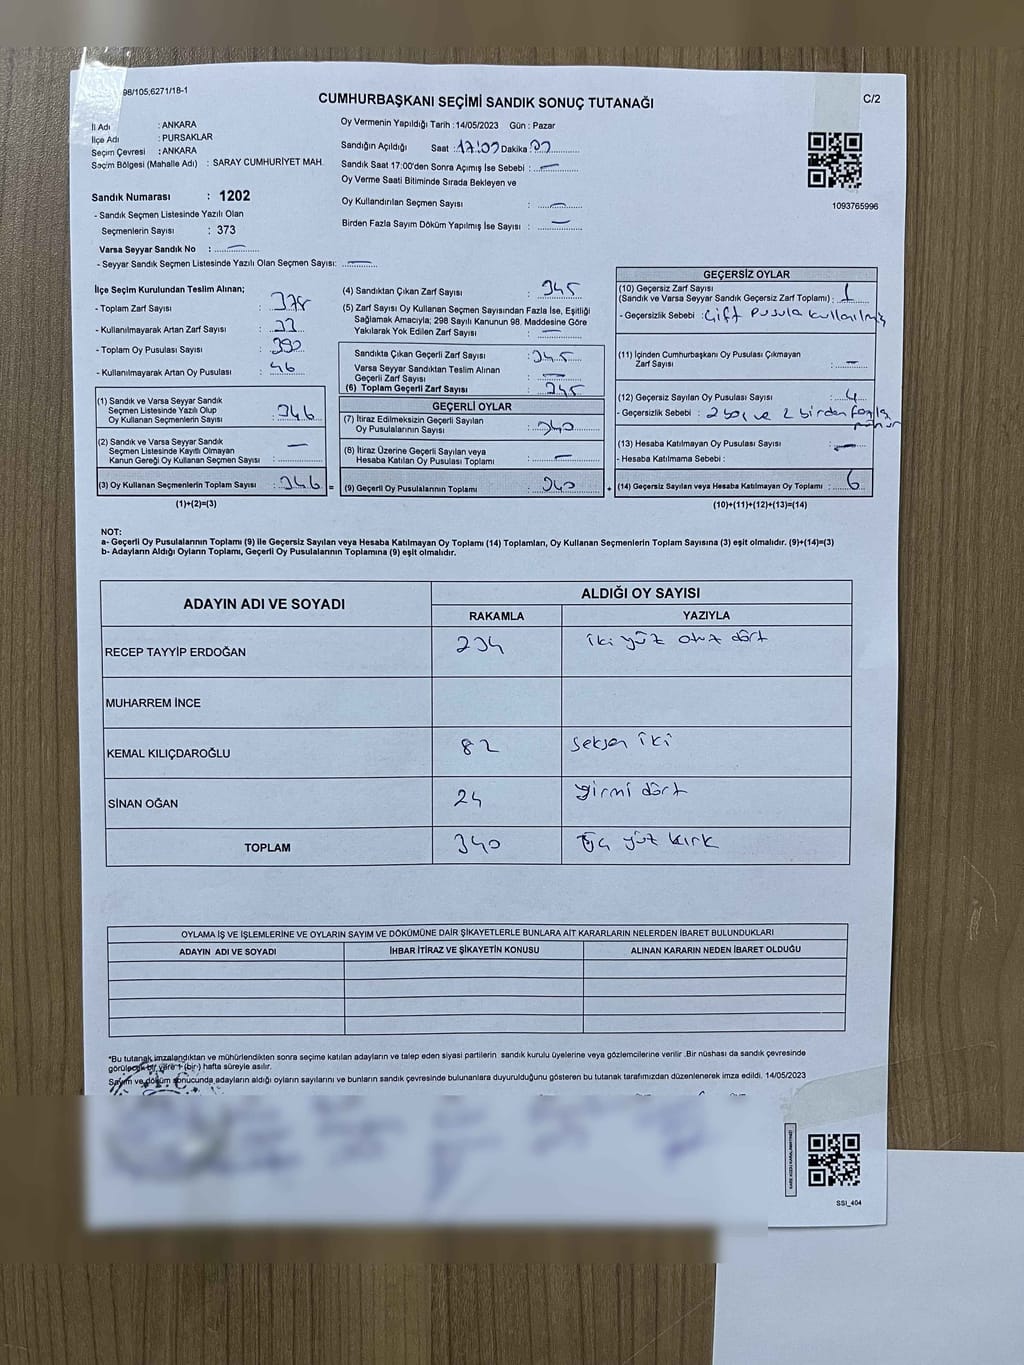 98/105,6271/18-1
CUMHURBAŞKANI SEÇİMİ SANDIK SONUÇ TUTANAĞI
C/2
İl Adı : ANKARA
İlçe Adı : PURSAKLAR
Seçim Çevresi : ANKARA
Seçim Bölgesi (Mahalle Adı) : SARAY CUMHURİYET MAH.
Oy Vermenin Yapıldığı Tarih : 14/05/2023 Gün : Pazar
Sandığın Açıldığı Saat : Dakika :
Sandık Saat 17:00'den Sonra Açımış İse Sebebi : —
Oy Verme Saati Bitiminde Sırada Bekleyen ve
Oy Kullandırılan Seçmen Sayısı : —
Birden Fazla Sayım Döküm Yapılmış İse Sayısı : —
1093765996
Sandık Numarası : 1202
- Sandık Seçmen Listesinde Yazılı Olan
Seçmenlerin Sayısı : 373
Varsa Seyyar Sandık No : —
- Seyyar Sandık Seçmen Listesinde Yazılı Olan Seçmen Sayısı: —
İlçe Seçim Kurulundan Teslim Alınan;
- Toplam Zarf Sayısı : 378
- Kullanılmayarak Artan Zarf Sayısı :
- Toplam Oy Pusulası Sayısı : 390
- Kullanılmayarak Artan Oy Pusulası : 46
(1) Sandık ve Varsa Seyyar Sandık
Seçmen Listesinde Yazılı Olup
Oy Kullanan Seçmenlerin Sayısı : 346
(2) Sandık ve Varsa Seyyar Sandık
Seçmen Listesinde Kayıtlı Olmayan
Kanun Gereği Oy Kullanan Seçmen Sayısı : —
(3) Oy Kullanan Seçmenlerin Toplam Sayısı : 346 =
(1)+(2)=(3)
(4) Sandıktan Çıkan Zarf Sayısı : 345
(5) Zarf Sayısı Oy Kullanan Seçmen Sayısından Fazla İse, Eşitliği
Sağlamak Amacıyla; 298 Sayılı Kanunun 98. Maddesine Göre
Yakılarak Yok Edilen Zarf Sayısı : —
Sandıkta Çıkan Geçerli Zarf Sayısı : 345
Varsa Seyyar Sandıktan Teslim Alınan
Geçerli Zarf Sayısı : —
(6) Toplam Geçerli Zarf Sayısı : 345
GEÇERLİ OYLAR
(7) İtiraz Edilmeksizin Geçerli Sayılan
Oy Pusulalarının Sayısı : 340
(8) İtiraz Üzerine Geçerli Sayılan veya
Hesaba Katılan Oy Pusulası Toplamı : —
(9) Geçerli Oy Pusulalarının Toplamı : 340 +
GEÇERSİZ OYLAR
(10) Geçersiz Zarf Sayısı
(Sandık ve Varsa Seyyar Sandık Geçersiz Zarf Toplamı) : 1
- Geçersizlik Sebebi : Çift Pusula kullanılmış
(11) İçinden Cumhurbaşkanı Oy Pusulası Çıkmayan
Zarf Sayısı : —
(12) Geçersiz Sayılan Oy Pusulası Sayısı : 4
- Geçersizlik Sebebi : 2 boş ve 2 birden fazla
mühür
(13) Hesaba Katılmayan Oy Pusulası Sayısı : —
- Hesaba Katılmama Sebebi :
(14) Geçersiz Sayılan veya Hesaba Katılmayan Oy Toplamı : 6
(10)+(11)+(12)+(13)=(14)
NOT:
a- Geçerli Oy Pusulalarının Toplamı (9) ile Geçersiz Sayılan veya Hesaba Katılmayan Oy Toplamı (14) Toplamları, Oy Kullanan Seçmenlerin Toplam Sayısına (3) eşit olmalıdır. (9)+(14)=(3)
b- Adayların Aldığı Oyların Toplamı, Geçerli Oy Pusulalarının Toplamına (9) eşit olmalıdır.
ADAYIN ADI VE SOYADI
ALDIĞI OY SAYISI
RAKAMLA YAZIYLA
RECEP TAYYİP ERDOĞAN 234 iki yüz otuz dört
MUHARREM İNCE
KEMAL KILIÇDAROĞLU 82 seksen iki
SİNAN OĞAN 24 yirmi dört
TOPLAM 340 Üç yüz kırk
OYLAMA İŞ VE İŞLEMLERİNE VE OYLARIN SAYIM VE DÖKÜMÜNE DAİR ŞİKAYETLERLE BUNLARA AİT KARARLARIN NELERDEN İBARET BULUNDUKLARI
ADAYIN ADI VE SOYADI İHBAR İTİRAZ VE ŞİKAYETİN KONUSU ALINAN KARARIN NEDEN İBARET OLDUĞU
*Bu tutanak imzalandıktan ve mühürlendikten sonra seçime katılan adayların ve talep eden siyasi partilerin sandık kurulu üyelerine veya gözlemcilerine verilir .Bir nüshası da sandık çevresinde
görülecek bir yere 1 (bir) hafta süreyle asılır.
Sayım ve döküm sonucunda adayların aldığı oyların sayılarını ve bunların sandık çevresinde bulunanlara duyurulduğunu gösteren bu tutanak tarafımızdan düzenlenerek imza edildi. 14/05/2023
SSI_404